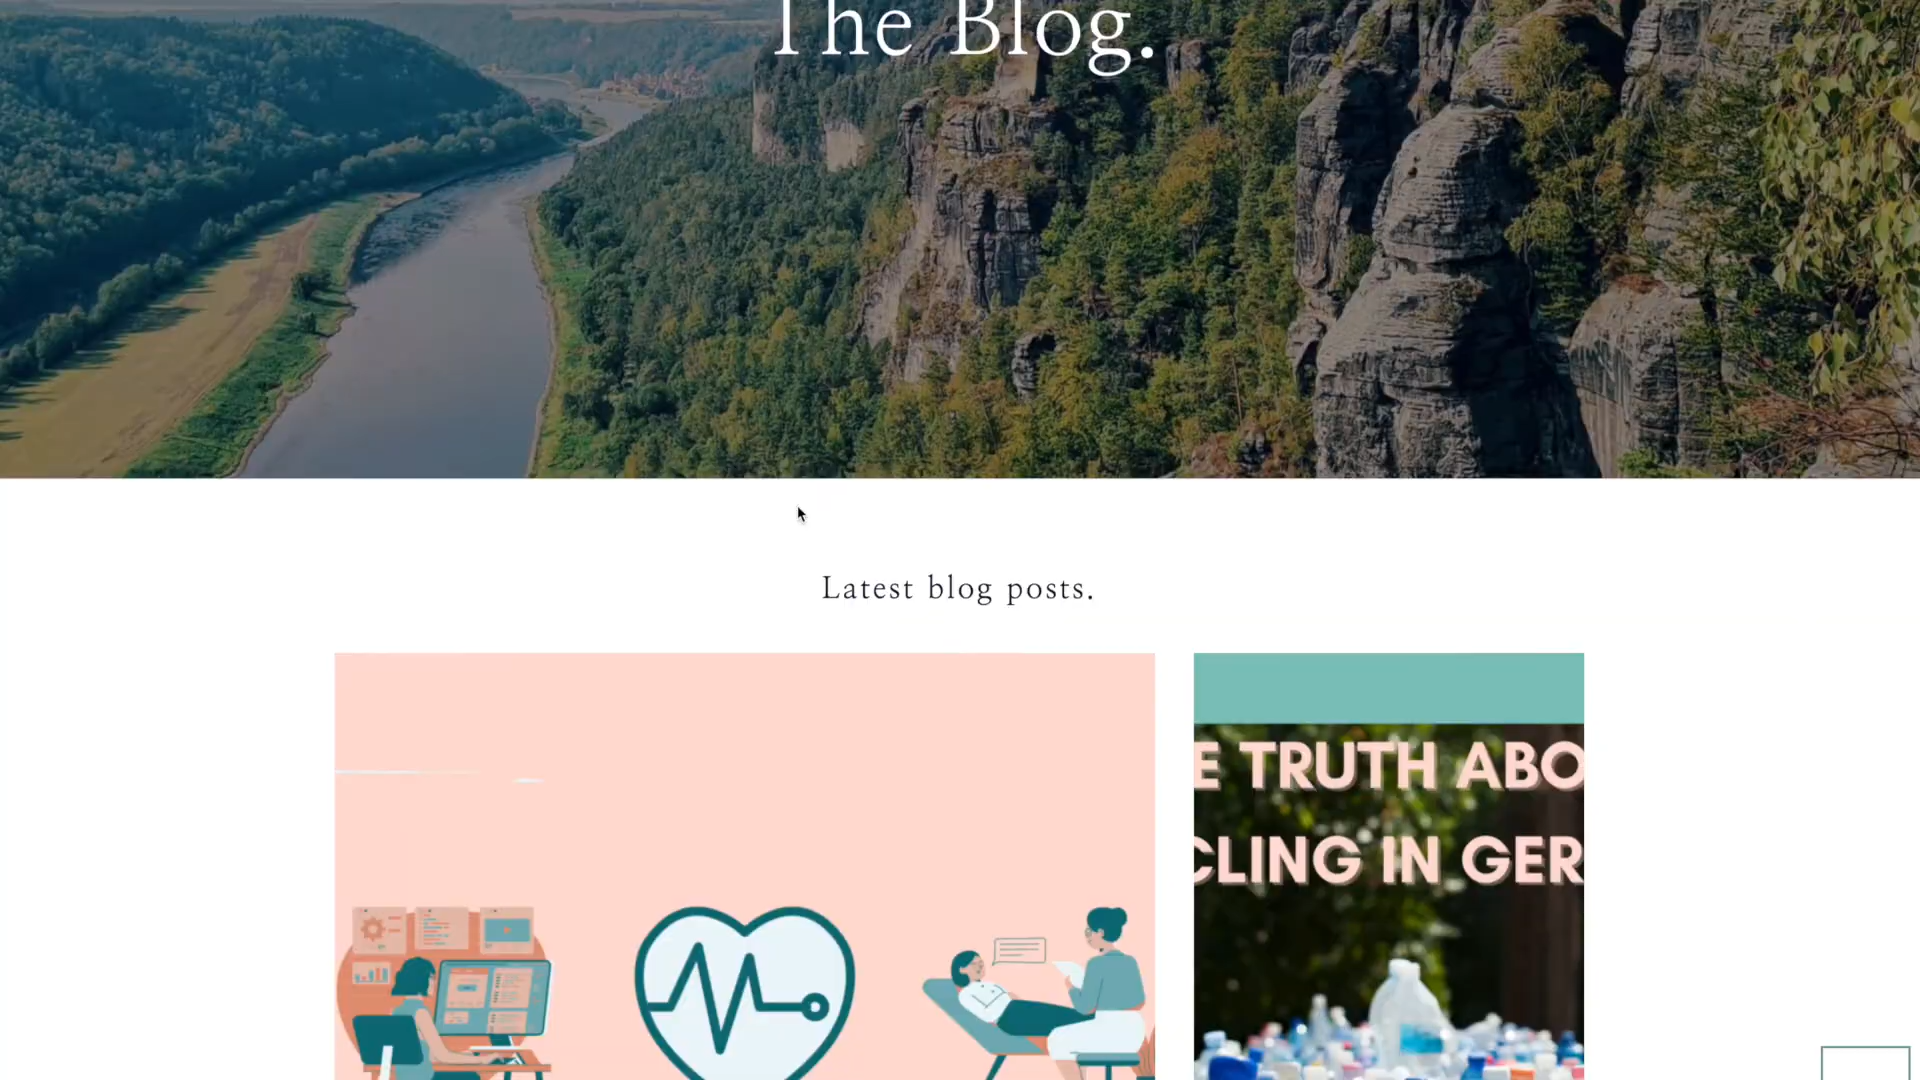 The Blog.
Latest blog posts.
E TRUTH ABO
CLING IN GER